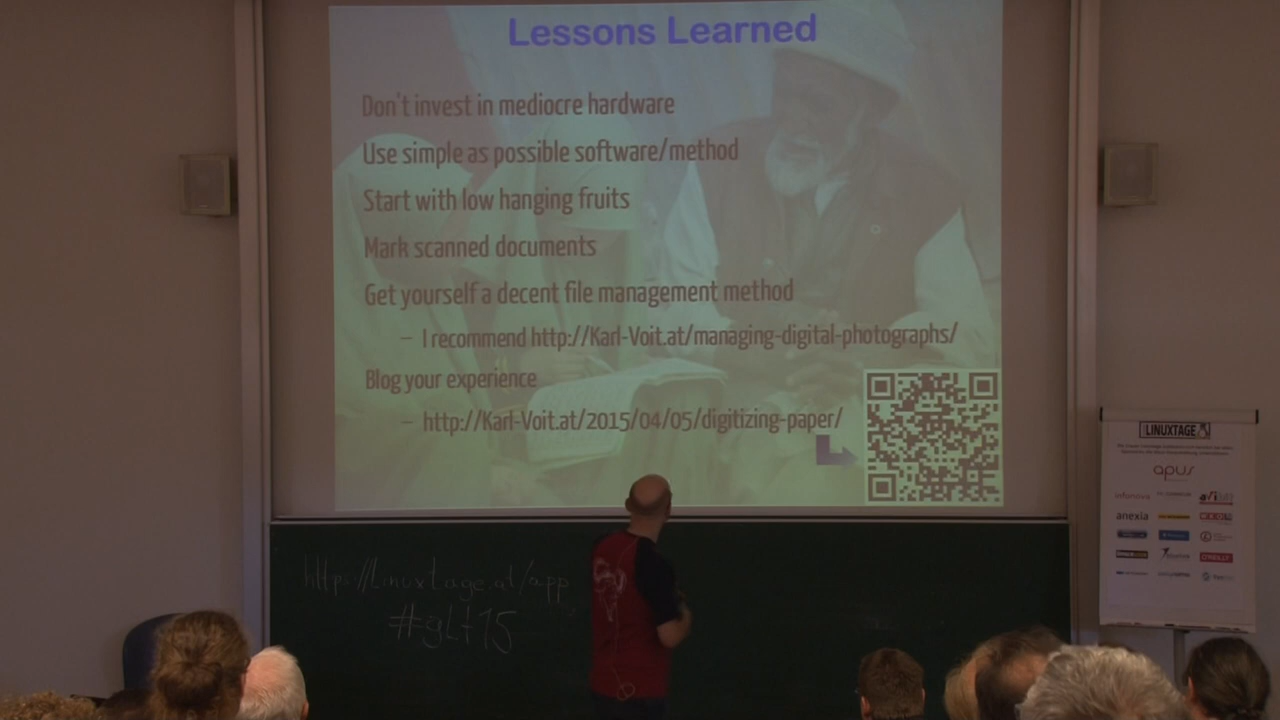 Lessons Learned
Don't invest in mediocre hardware
Use simple as possible software/method
Start with low hanging fruits
Mark scanned documents
Get yourself a decent file management method
– I recommend http://Karl-Voit.at/managing-digital-photographs/
Blog your experience
– http://Karl-Voit.at/2015/04/05/digitizing-paper/
http://linuxtage.at/app
#glt15
LINUXTAGE
apus
infonova
anexia
O'REILLY